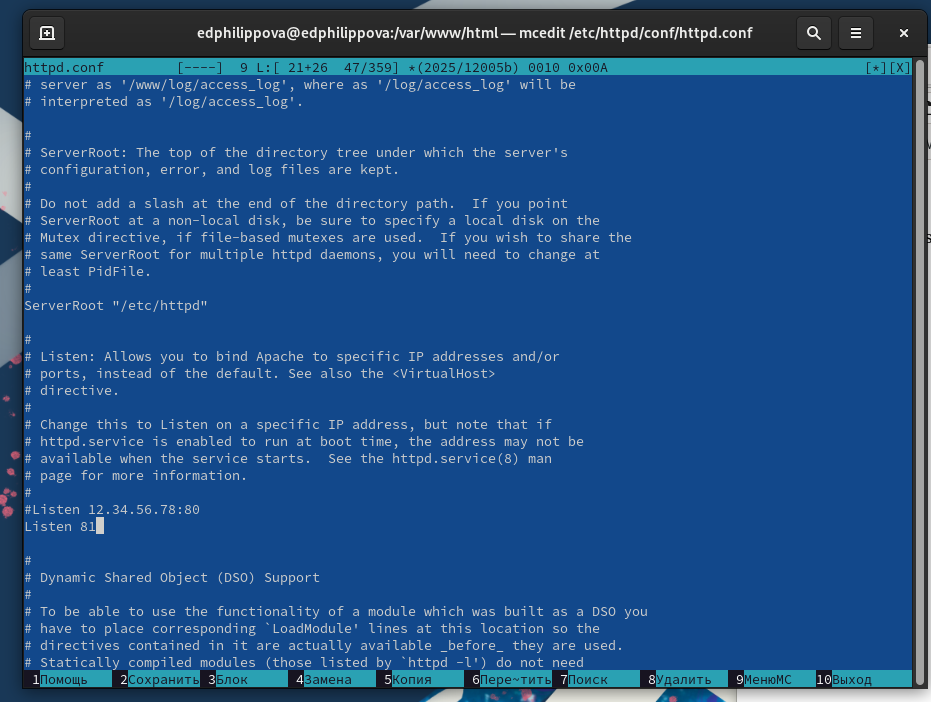 edphilippova@edphilippova:/var/www/html — mcedit /etc/httpd/conf/httpd.conf
httpd.conf         [----]  9 L:[ 21+26  47/359] *(2025/12005b) 0010 0x00A                                [*][X]
# server as '/www/log/access_log', where as '/log/access_log' will be
# interpreted as '/log/access_log'.
#
# ServerRoot: The top of the directory tree under which the server's
# configuration, error, and log files are kept.
#
# Do not add a slash at the end of the directory path.  If you point
# ServerRoot at a non-local disk, be sure to specify a local disk on the
# Mutex directive, if file-based mutexes are used.  If you wish to share the
# same ServerRoot for multiple httpd daemons, you will need to change at
# least PidFile.
#
ServerRoot "/etc/httpd"
#
# Listen: Allows you to bind Apache to specific IP addresses and/or
# ports, instead of the default. See also the <VirtualHost>
# directive.
#
# Change this to Listen on a specific IP address, but note that if
# httpd.service is enabled to run at boot time, the address may not be
# available when the service starts.  See the httpd.service(8) man
# page for more information.
#
#Listen 12.34.56.78:80
Listen 81
#
# Dynamic Shared Object (DSO) Support
#
# To be able to use the functionality of a module which was built as a DSO you
# have to place corresponding `LoadModule' lines at this location so the
# directives contained in it are actually available _before_ they are used.
# Statically compiled modules (those listed by `httpd -l') do not need
1Помощь 2Сохранить 3Блок 4Замена 5Копия 6Пере~тить 7Поиск 8Удалить 9МенюMC 10Выход